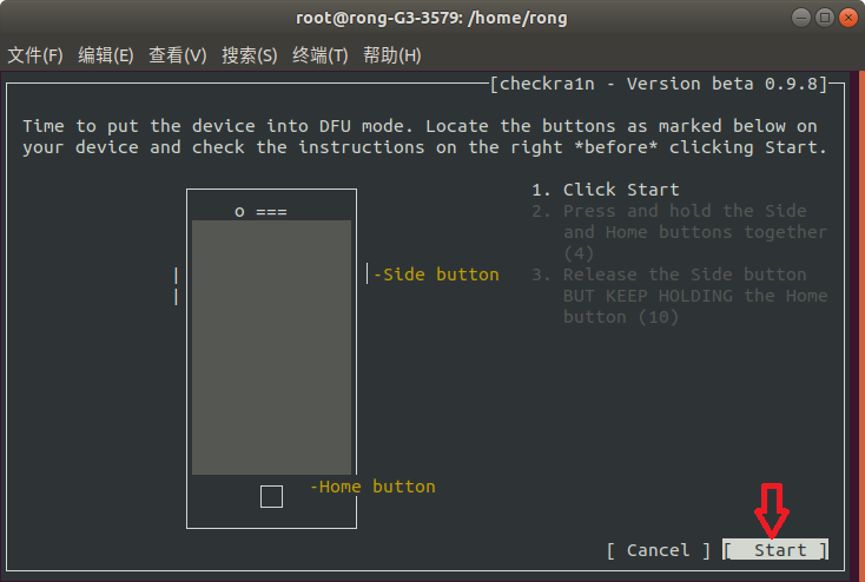 root@rong-G3-3579: /home/rong
文件(F) 编辑(E) 查看(V) 搜索(S) 终端(T) 帮助(H)
[checkra1n - Version beta 0.9.8]
Time to put the device into DFU mode. Locate the buttons as marked below on
your device and check the instructions on the right *before* clicking Start.
1. Click Start
2. Press and hold the Side
and Home buttons together
(4)
3. Release the Side button
BUT KEEP HOLDING the Home
button (10)
o ===
-Side button
-Home button
[ Cancel ] [ Start ]